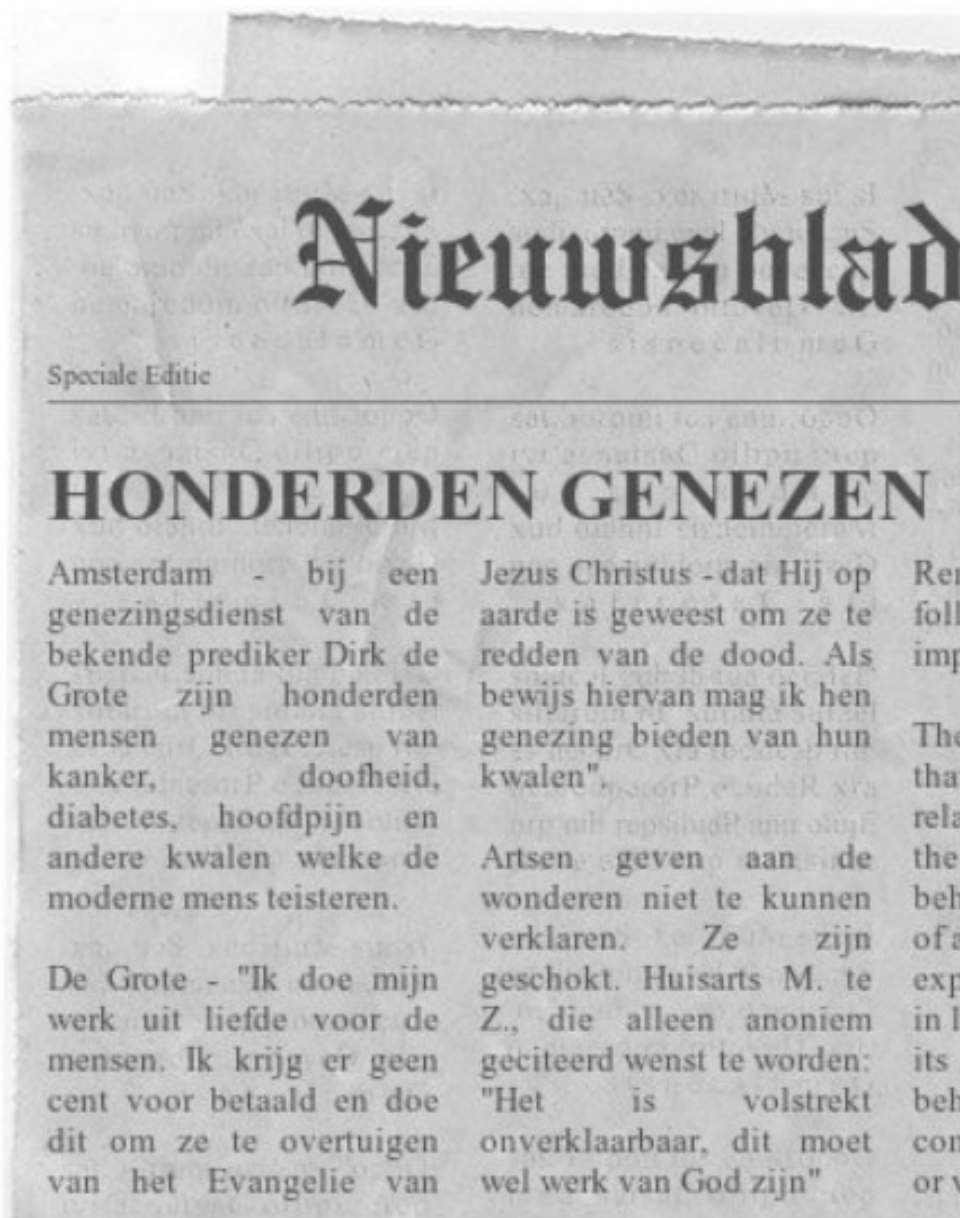 Nieuwsblad
Speciale Editie
HONDERDEN GENEZEN
Amsterdam - bij een
genezingsdienst van de
bekende prediker Dirk de
Grote zijn honderden
mensen genezen van
kanker, doofheid,
diabetes, hoofdpijn en
andere kwalen welke de
moderne mens teisteren.
De Grote - "Ik doe mijn
werk uit liefde voor de
mensen. Ik krijg er geen
cent voor betaald en doe
dit om ze te overtuigen
van het Evangelie van
Jezus Christus - dat Hij op
aarde is geweest om ze te
redden van de dood. Als
bewijs hiervan mag ik hen
genezing bieden van hun
kwalen".
Artsen geven aan de
wonderen niet te kunnen
verklaren. Ze zijn
geschokt. Huisarts M. te
Z., die alleen anoniem
geciteerd wenst te worden:
"Het is volstrekt
onverklaarbaar, dit moet
wel werk van God zijn"
The
the
of a
in l
its
or v